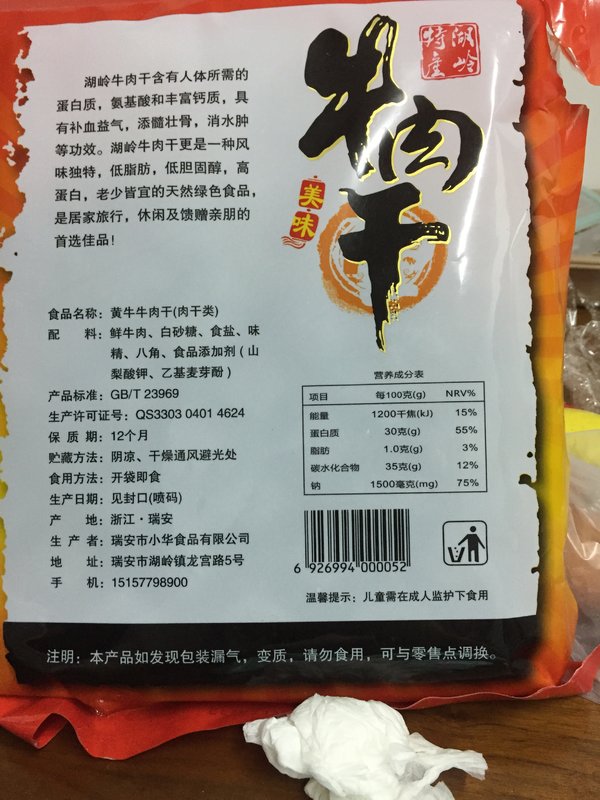 湖岭
特産
牛肉干
美·味
湖岭牛肉干含有人体所需的
蛋白质，氨基酸和丰富钙质，具
有补血益气，添髓壮骨，消水肿
等功效。湖岭牛肉干更是一种风
味独特，低脂肪，低胆固醇，高
蛋白，老少皆宜的天然绿色食品，
是居家旅行，休闲及馈赠亲朋的
首选佳品！
食品名称：黄牛牛肉干(肉干类)
配 料：鲜牛肉、白砂糖、食盐、味
精、八角、食品添加剂（山
梨酸钾、乙基麦芽酚）
产品标准：GB/T 23969
生产许可证号：QS3303 0401 4624
保 质 期：12个月
贮藏方法：阴凉、干燥通风避光处
食用方法：开袋即食
生产日期：见封口(喷码)
产 地：浙江·瑞安
生 产 者：瑞安市小华食品有限公司
地 址：瑞安市湖岭镇龙宫路5号
手 机：15157798900
营养成分表
项目 每100克(g) NRV%
能量 1200千焦(kJ) 15%
蛋白质 30克(g) 55%
脂肪 1.0克(g) 3%
碳水化合物 35克(g) 12%
钠 1500毫克(mg) 75%
6 926994 000052
温馨提示：儿童需在成人监护下食用
注明：本产品如发现包装漏气，变质，请勿食用，可与零售点调换。